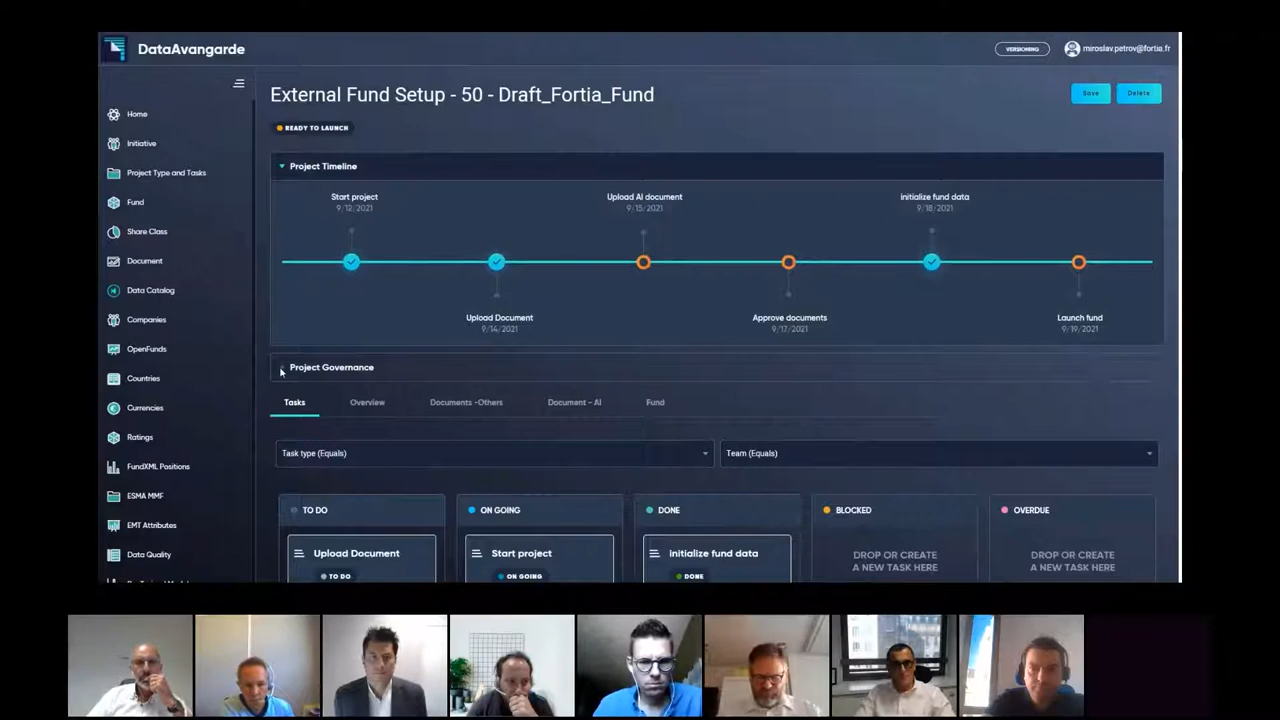 DataAvangarde
VERSIONING
miroslav.petrov@fortia.fr
Home
Initiative
Project Type and Tasks
Fund
Share Class
Document
Data Catalog
Companies
OpenFunds
Countries
Currencies
Ratings
FundXML Positions
ESMA MMF
EMT Attributes
Data Quality
External Fund Setup - 50 - Draft_Fortia_Fund
Save
Delete
READY TO LAUNCH
Project Timeline
Start project
9/12/2021
Upload AI document
9/15/2021
initialize fund data
9/18/2021
Upload Document
9/14/2021
Approve documents
9/17/2021
Launch fund
9/19/2021
Project Governance
Tasks
Overview
Documents -Others
Document - AI
Fund
Task type (Equals)
Team (Equals)
TO DO
ON GOING
DONE
BLOCKED
OVERDUE
Upload Document
TO DO
Start project
ON GOING
initialize fund data
DONE
DROP OR CREATE
A NEW TASK HERE
DROP OR CREATE
A NEW TASK HERE